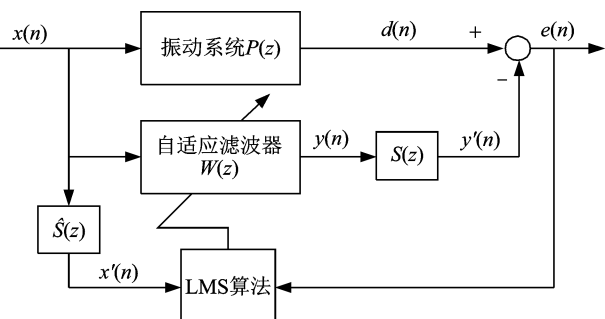 x(n)
振动系统P(z)
d(n)
+
e(n)
−
自适应滤波器
W(z)
y(n)
S(z)
y′(n)
Ŝ(z)
x′(n)
LMS算法